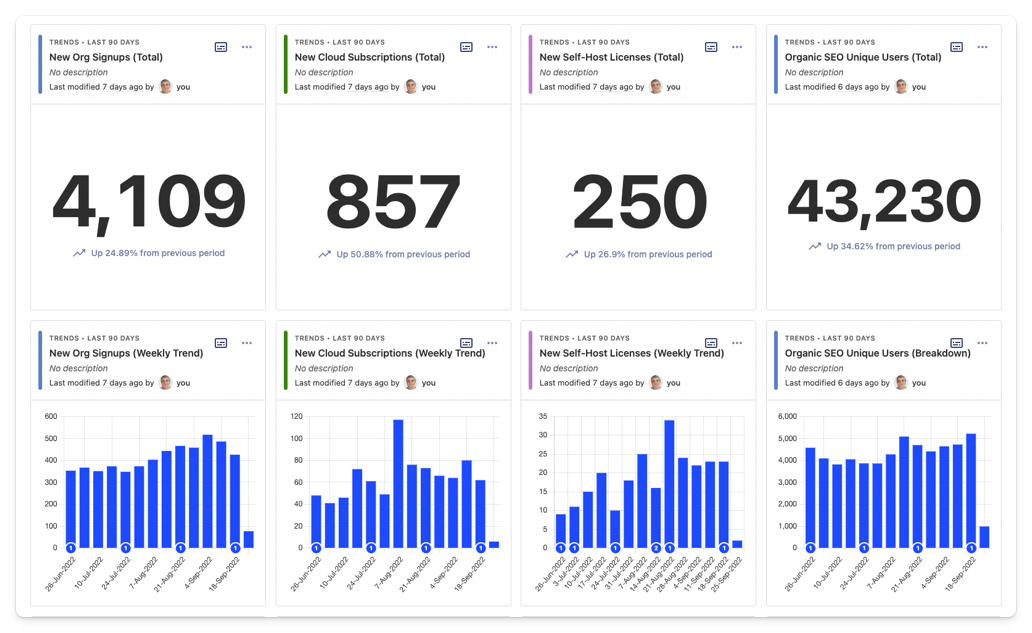 TRENDS • LAST 90 DAYS
New Org Signups (Total)
No description
Last modified 7 days ago by you
4,109
Up 24.89% from previous period
TRENDS • LAST 90 DAYS
New Cloud Subscriptions (Total)
No description
Last modified 7 days ago by you
857
Up 50.88% from previous period
TRENDS • LAST 90 DAYS
New Self-Host Licenses (Total)
No description
Last modified 7 days ago by you
250
Up 26.9% from previous period
TRENDS • LAST 90 DAYS
Organic SEO Unique Users (Total)
No description
Last modified 6 days ago by you
43,230
Up 34.62% from previous period
TRENDS • LAST 90 DAYS
New Org Signups (Weekly Trend)
No description
Last modified 7 days ago by you
600
500
400
300
200
100
0
1 1 1 1
26-Jun-2022
10-Jul-2022
24-Jul-2022
7-Aug-2022
21-Aug-2022
4-Sep-2022
18-Sep-2022
TRENDS • LAST 90 DAYS
New Cloud Subscriptions (Weekly Trend)
No description
Last modified 7 days ago by you
120
100
80
60
40
20
0
1 1 1 1
26-Jun-2022
10-Jul-2022
24-Jul-2022
7-Aug-2022
21-Aug-2022
4-Sep-2022
18-Sep-2022
TRENDS • LAST 90 DAYS
New Self-Host Licenses (Weekly Trend)
No description
Last modified 7 days ago by you
35
30
25
20
15
10
5
0
1 1 1 2 1 1
26-Jun-2022
3-Jul-2022
10-Jul-2022
17-Jul-2022
24-Jul-2022
31-Jul-2022
7-Aug-2022
14-Aug-2022
21-Aug-2022
28-Aug-2022
4-Sep-2022
11-Sep-2022
18-Sep-2022
25-Sep-2022
TRENDS • LAST 90 DAYS
Organic SEO Unique Users (Breakdown)
No description
Last modified 6 days ago by you
6,000
5,000
4,000
3,000
2,000
1,000
0
1 1 1 1
26-Jun-2022
10-Jul-2022
24-Jul-2022
7-Aug-2022
21-Aug-2022
4-Sep-2022
18-Sep-2022